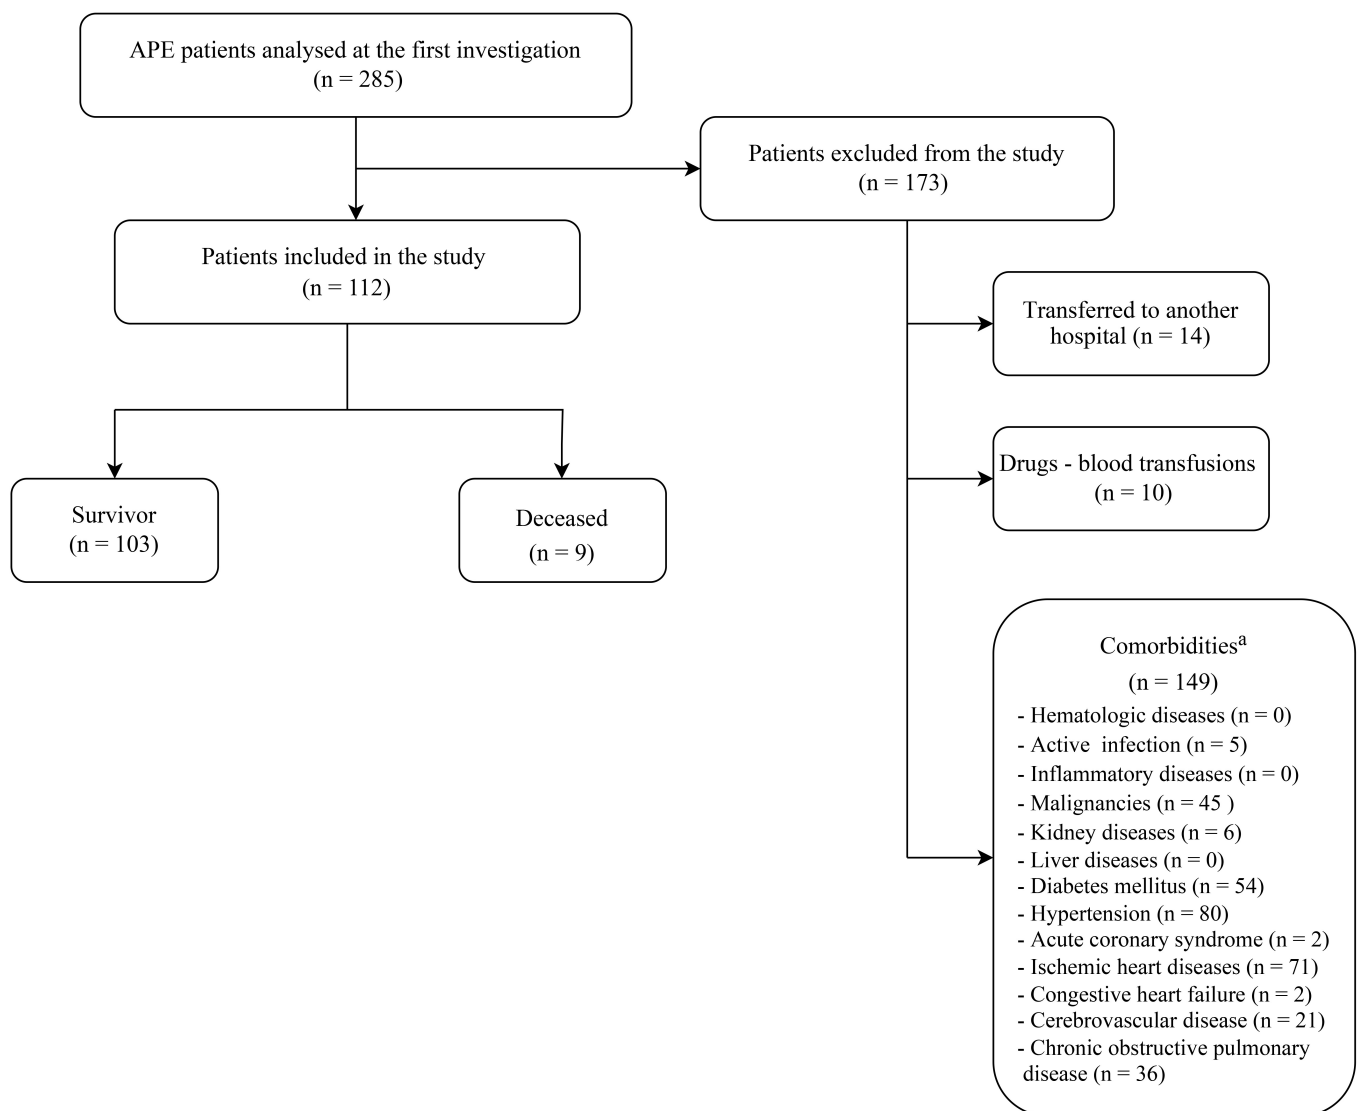 APE patients analysed at the first investigation
(n = 285)
Patients excluded from the study
(n = 173)
Patients included in the study
(n = 112)
Transferred to another
hospital (n = 14)
Drugs - blood transfusions
(n = 10)
Survivor
(n = 103)
Deceased
(n = 9)
Comorbidities<sup>a</sup>
(n = 149)
- Hematologic diseases (n = 0)
- Active  infection (n = 5)
- Inflammatory diseases (n = 0)
- Malignancies (n = 45 )
- Kidney diseases (n = 6)
- Liver diseases (n = 0)
- Diabetes mellitus (n = 54)
- Hypertension (n = 80)
- Acute coronary syndrome (n = 2)
- Ischemic heart diseases (n = 71)
- Congestive heart failure (n = 2)
- Cerebrovascular disease (n = 21)
- Chronic obstructive pulmonary
disease (n = 36)